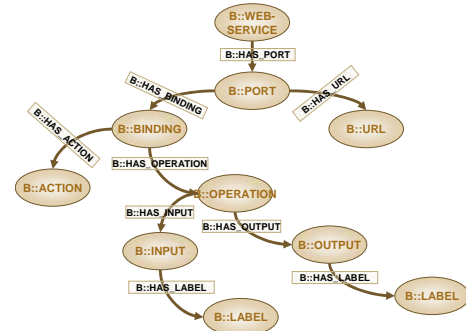 B::WEB-
SERVICE
B::HAS_PORT
B::PORT
B::HAS_BINDING
B::HAS_URL
B::BINDING
B::URL
B::HAS_ACTION
B::HAS_OPERATION
B::ACTION
B::OPERATION
B::HAS_INPUT
B::HAS_OUTPUT
B::INPUT
B::OUTPUT
B::HAS_LABEL
B::HAS_LABEL
B::LABEL
B::LABEL